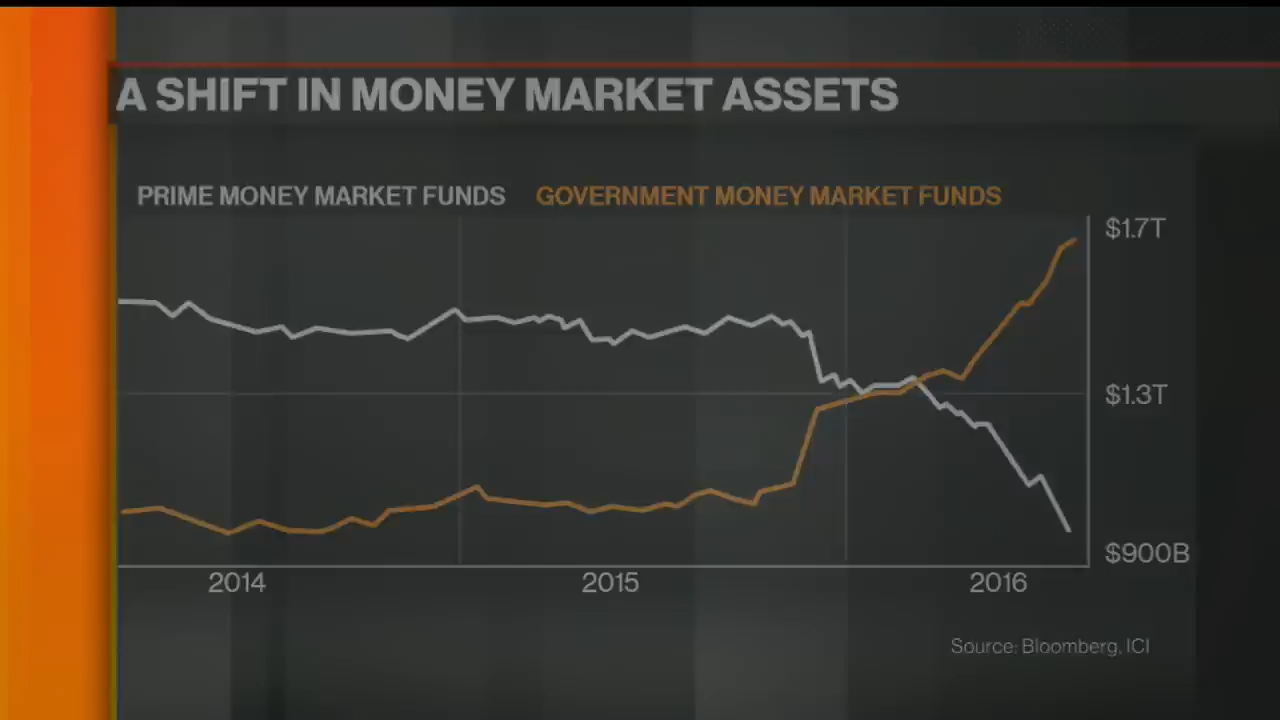 A SHIFT IN MONEY MARKET ASSETS
PRIME MONEY MARKET FUNDS GOVERNMENT MONEY MARKET FUNDS
$1.7T
$1.3T
$900B
2014 2015 2016
Source: Bloomberg, ICI